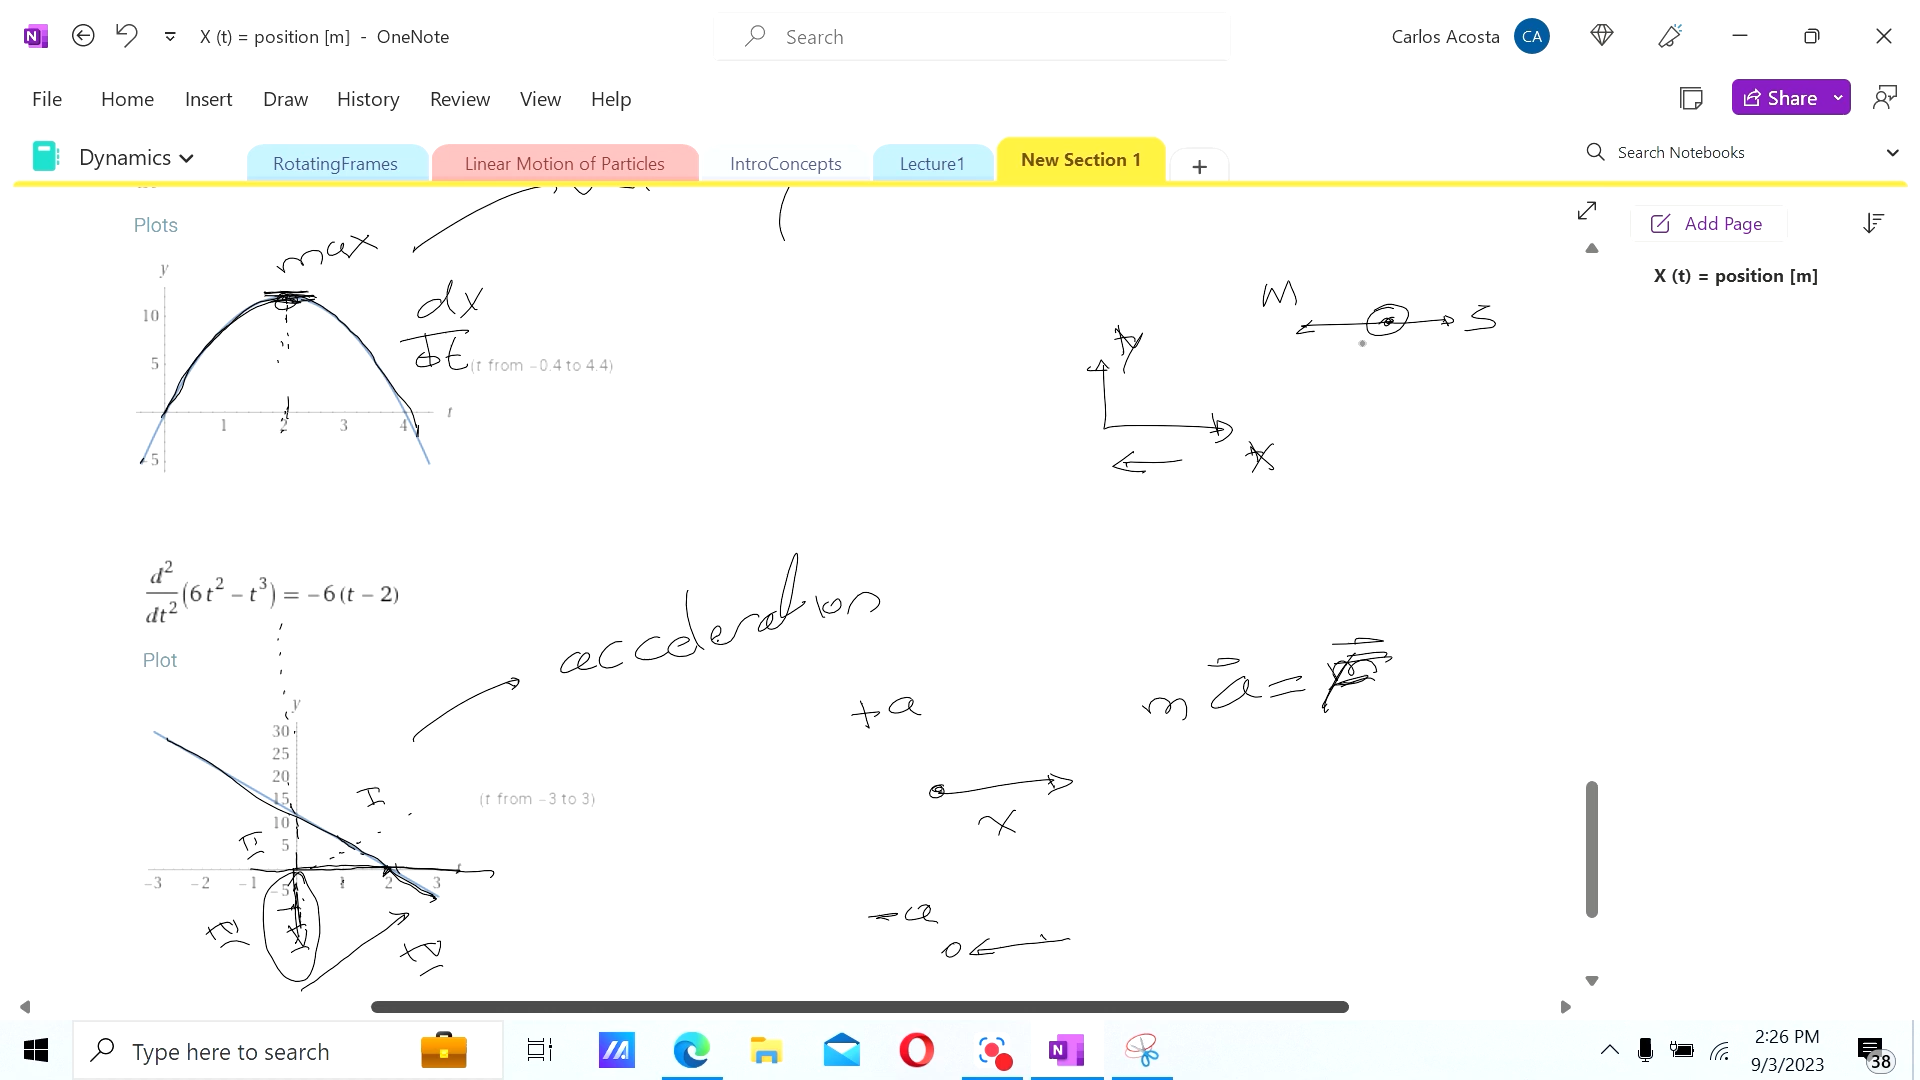 X (t) = position [m] - OneNote
Search
Carlos Acosta CA
File Home Insert Draw History Review View Help
Share
Dynamics
RotatingFrames
Linear Motion of Particles
IntroConcepts
Lecture1
New Section 1
+
Search Notebooks
Add Page
X (t) = position [m]
Plots
max
y
10
5
-5
1 2 3 4 t
dx
dt
(t from −0.4 to 4.4)
M S
y
x
d²/dt² (6t² − t³) = −6(t − 2)
acceleration
Plot
y
30
25
20
15
10
5
-5
-3 -2 -1 1 2 3 t
I
(t from −3 to 3)
+a
x
-a
m a =
Type here to search
2:26 PM
9/3/2023
38